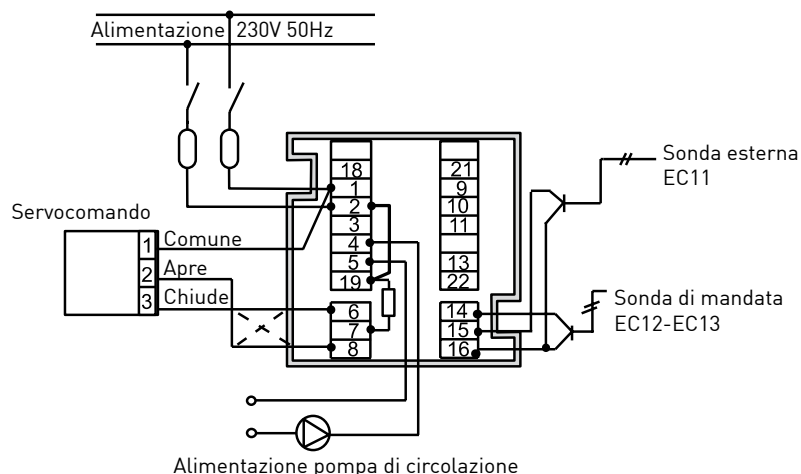 Alimentazione 230V 50Hz
18
1
2
3
4
5
19
6
7
8
21
9
10
11
13
22
14
15
16
Sonda esterna
EC11
Sonda di mandata
EC12-EC13
Servocomando
1 Comune
2 Apre
3 Chiude
Alimentazione pompa di circolazione